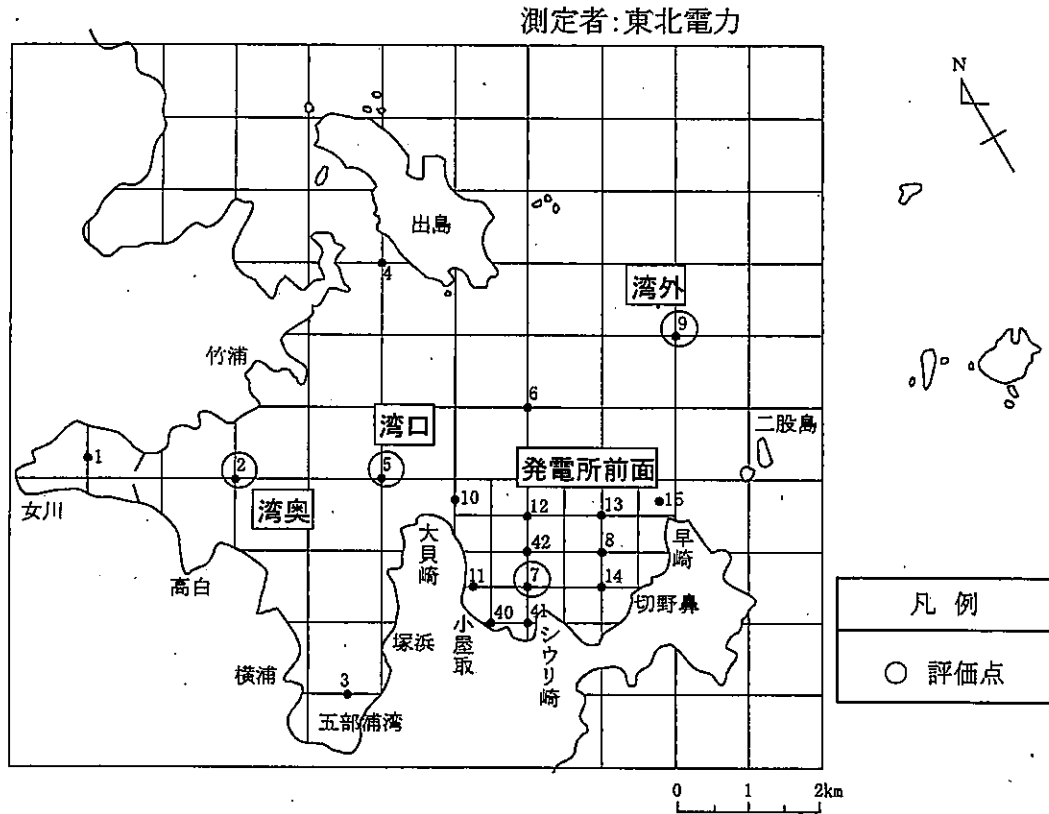 測定者:東北電力
N
出島
4
湾外
9
竹浦
6
湾口
二股島
1
2
5
発電所前面
女川
湾奥
10
12
13
15
大貝崎
42
8
早崎
高白
11
7
14
切野鼻
凡 例
小屋取
40
41
シウリ崎
塚浜
○ 評価点
横浦
3
五部浦湾
0 1 2km